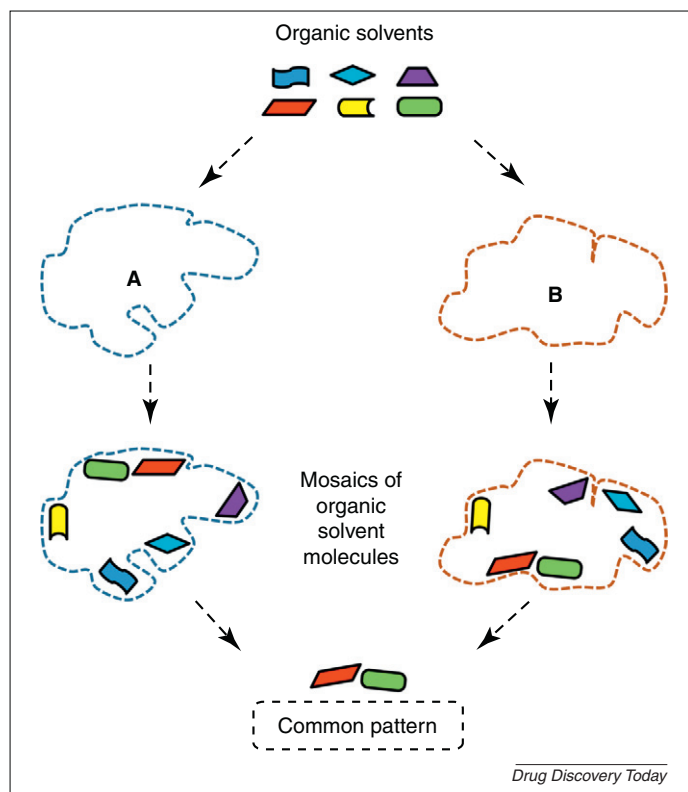 Organic solvents
A
B
Mosaics of
organic
solvent
molecules
Common pattern
Drug Discovery Today